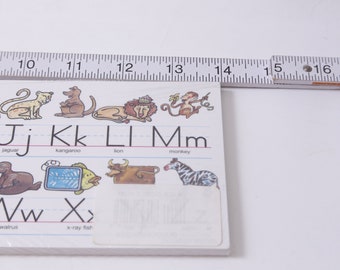 10 11 12 13 14 15 16
Jj Kk Ll Mm
jaguar kangaroo lion monkey
Ww Xx
walrus x-ray fish